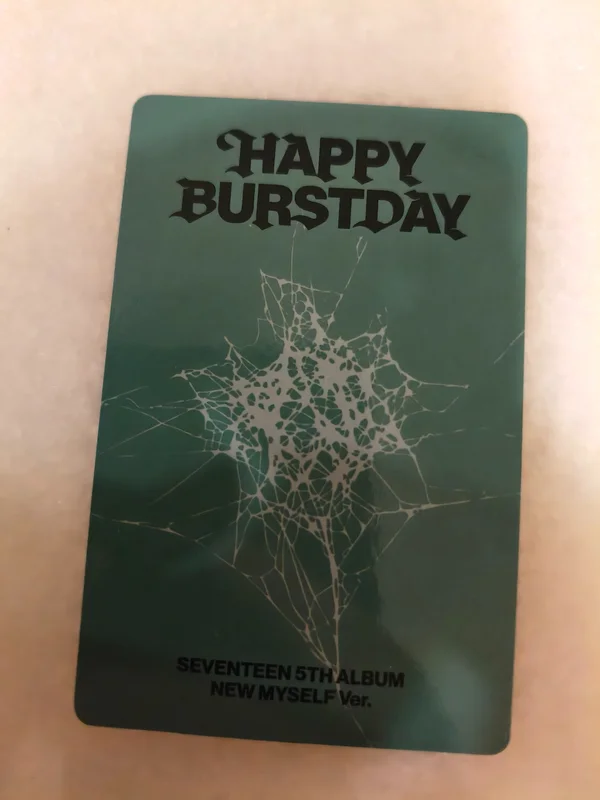 HAPPY
BURSTDAY
SEVENTEEN 5TH ALBUM
NEW MYSELF Ver.